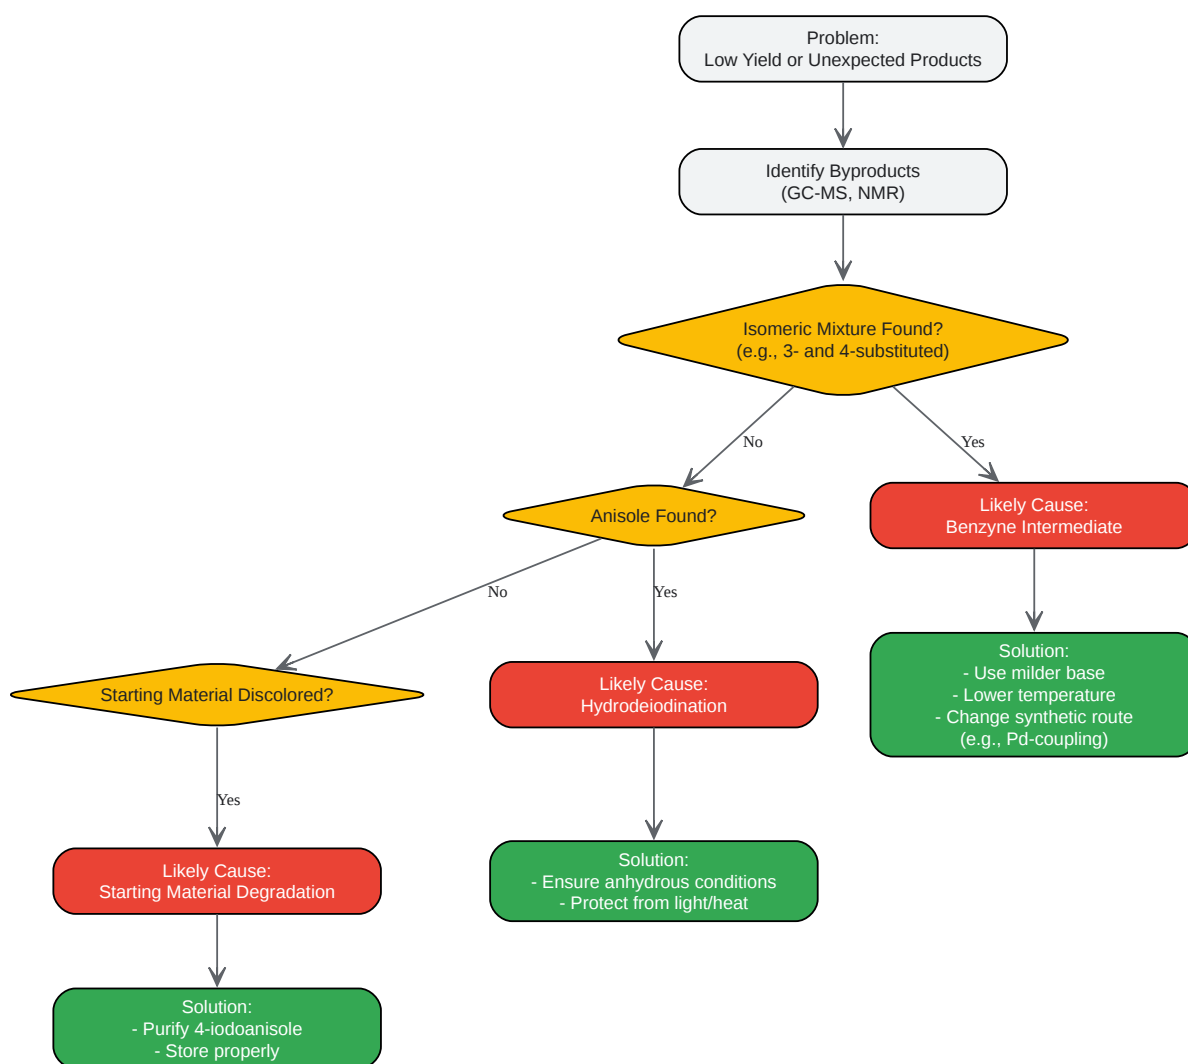 Problem:
Low Yield or Unexpected Products
Identify Byproducts
(GC-MS, NMR)
Isomeric Mixture Found?
(e.g., 3- and 4-substituted)
No
Yes
Anisole Found?
Likely Cause:
Benzyne Intermediate
No
Yes
Starting Material Discolored?
Likely Cause:
Hydrodeiodination
Solution:
- Use milder base
- Lower temperature
- Change synthetic route
(e.g., Pd-coupling)
Yes
Likely Cause:
Starting Material Degradation
Solution:
- Ensure anhydrous conditions
- Protect from light/heat
Solution:
- Purify 4-iodoanisole
- Store properly